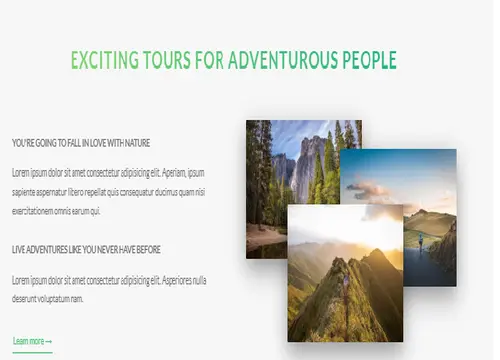 EXCITING TOURS FOR ADVENTUROUS PEOPLE
YOU'RE GOING TO FALL IN LOVE WITH NATURE
Lorem ipsum dolor sit amet consectetur adipisicing elit. Aperiam, ipsum
sapiente aspernatur libero repellat quis consequatur ducimus quam nisi
exercitationem omnis earum qui.
LIVE ADVENTURES LIKE YOU NEVER HAVE BEFORE
Lorem ipsum dolor sit amet consectetur adipisicing elit. Asperiores nulla
deserunt voluptatum nam.
Learn more →